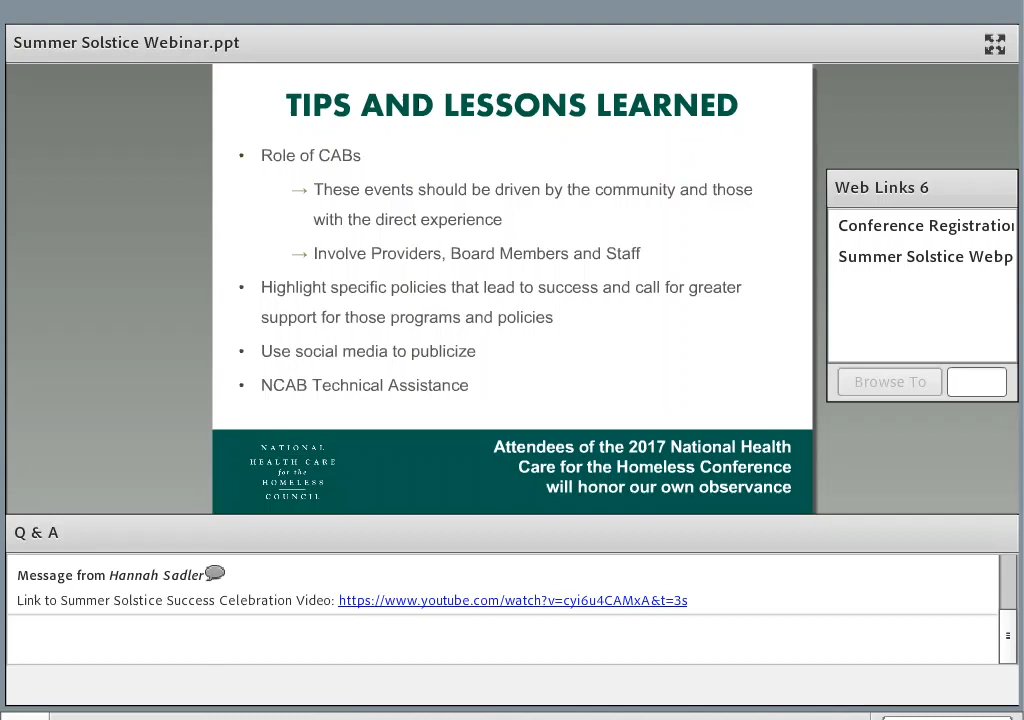 Summer Solstice Webinar.ppt
TIPS AND LESSONS LEARNED
• Role of CABs
→ These events should be driven by the community and those
with the direct experience
→ Involve Providers, Board Members and Staff
• Highlight specific policies that lead to success and call for greater
support for those programs and policies
• Use social media to publicize
• NCAB Technical Assistance
NATIONAL
HEALTH CARE
for the
HOMELESS
COUNCIL
Attendees of the 2017 National Health
Care for the Homeless Conference
will honor our own observance
Web Links 6
Conference Registration
Summer Solstice Webp
Browse To
Q & A
Message from Hannah Sadler
Link to Summer Solstice Success Celebration Video: https://www.youtube.com/watch?v=cyi6u4CAMxA&t=3s